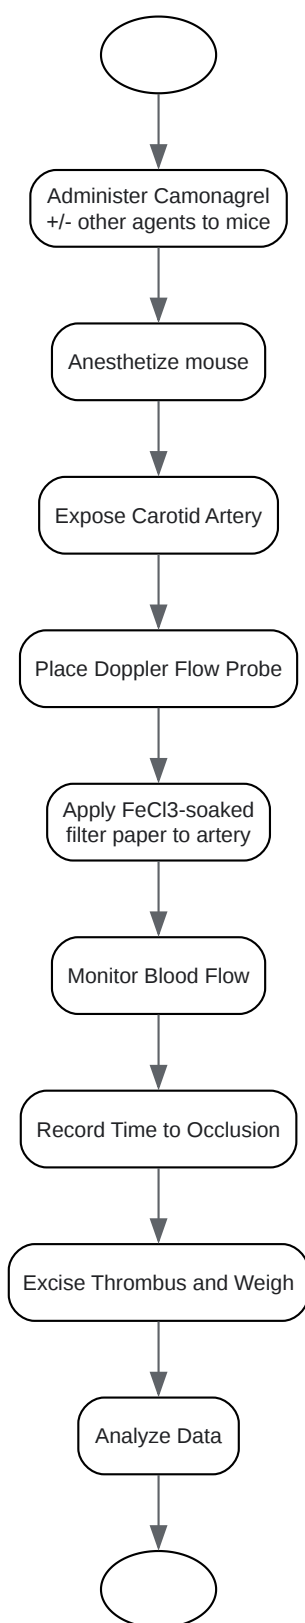 Administer Camonagrel
+/- other agents to mice
Anesthetize mouse
Expose Carotid Artery
Place Doppler Flow Probe
Apply FeCl3-soaked
filter paper to artery
Monitor Blood Flow
Record Time to Occlusion
Excise Thrombus and Weigh
Analyze Data